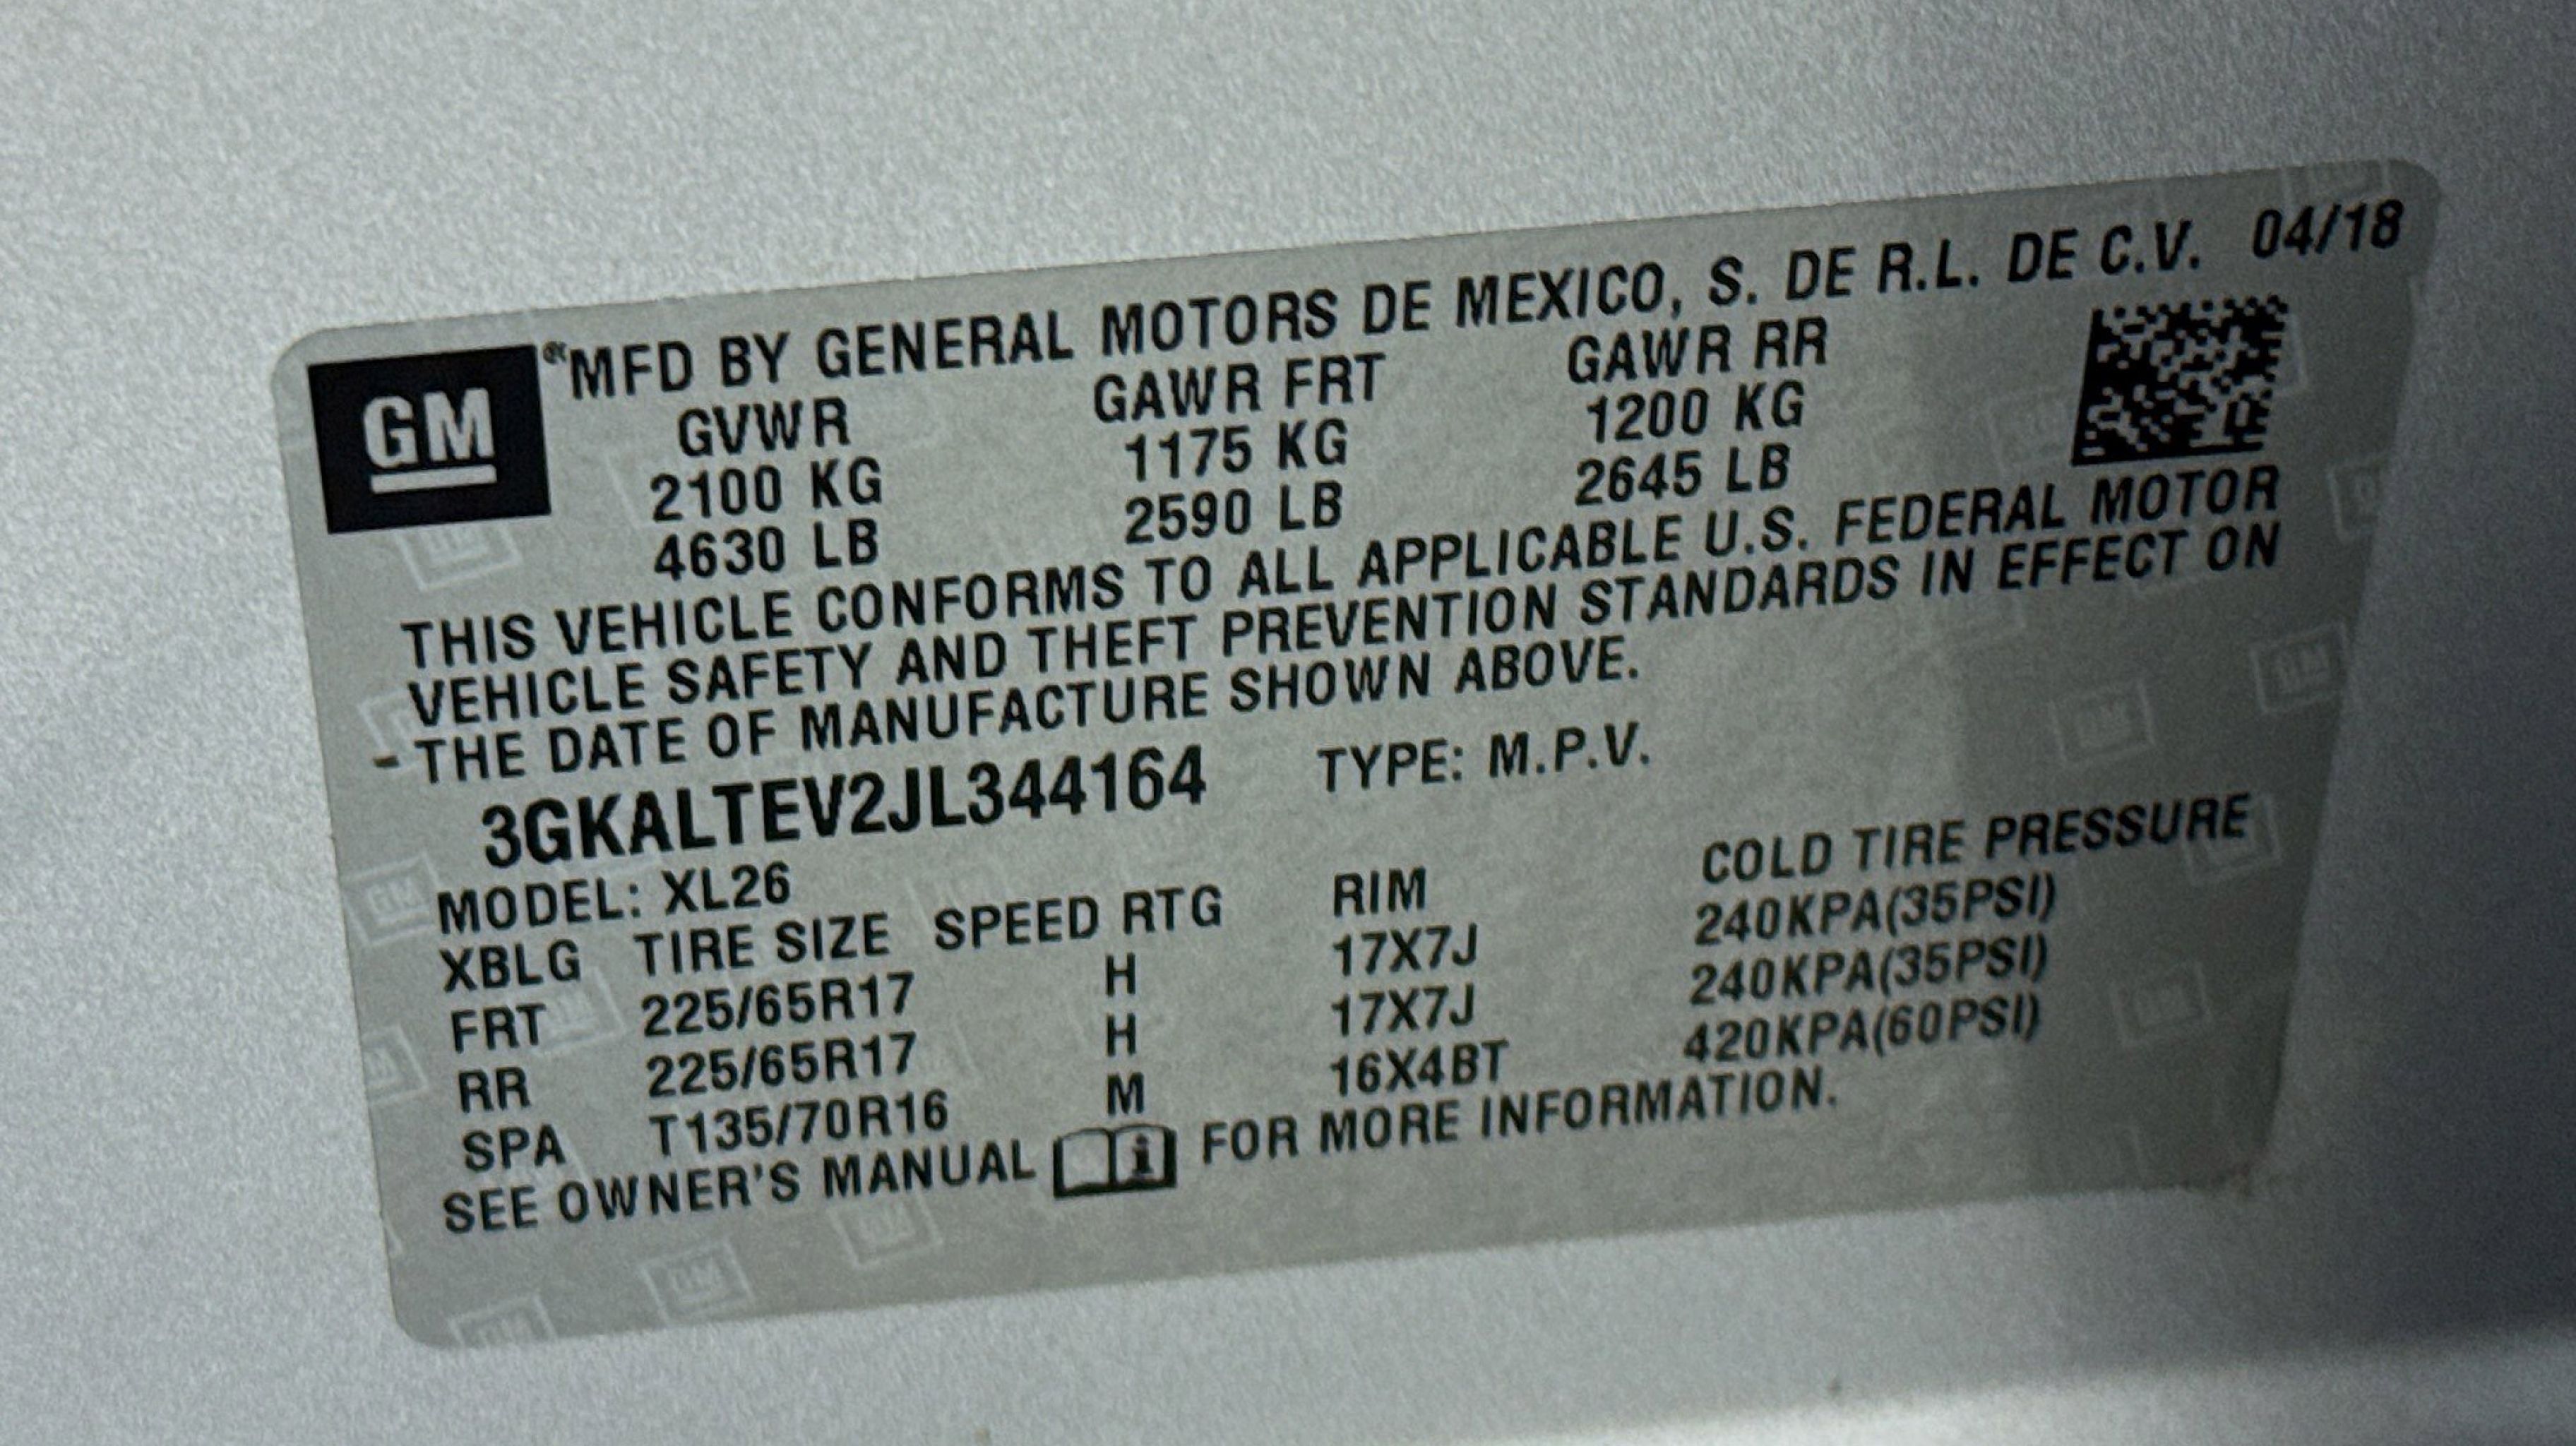 GM
MFD BY GENERAL MOTORS DE MEXICO, S. DE R.L. DE C.V. 04/18
GVWR GAWR FRT GAWR RR
2100 KG 1175 KG 1200 KG
4630 LB 2590 LB 2645 LB
THIS VEHICLE CONFORMS TO ALL APPLICABLE U.S. FEDERAL MOTOR
VEHICLE SAFETY AND THEFT PREVENTION STANDARDS IN EFFECT ON
THE DATE OF MANUFACTURE SHOWN ABOVE.
3GKALTEV2JL344164 TYPE: M.P.V.
MODEL: XL26
XBLG TIRE SIZE SPEED RTG RIM COLD TIRE PRESSURE
FRT 225/65R17 H 17X7J 240KPA(35PSI)
RR 225/65R17 H 17X7J 240KPA(35PSI)
SPA T135/70R16 M 16X4BT 420KPA(60PSI)
SEE OWNER'S MANUAL FOR MORE INFORMATION.